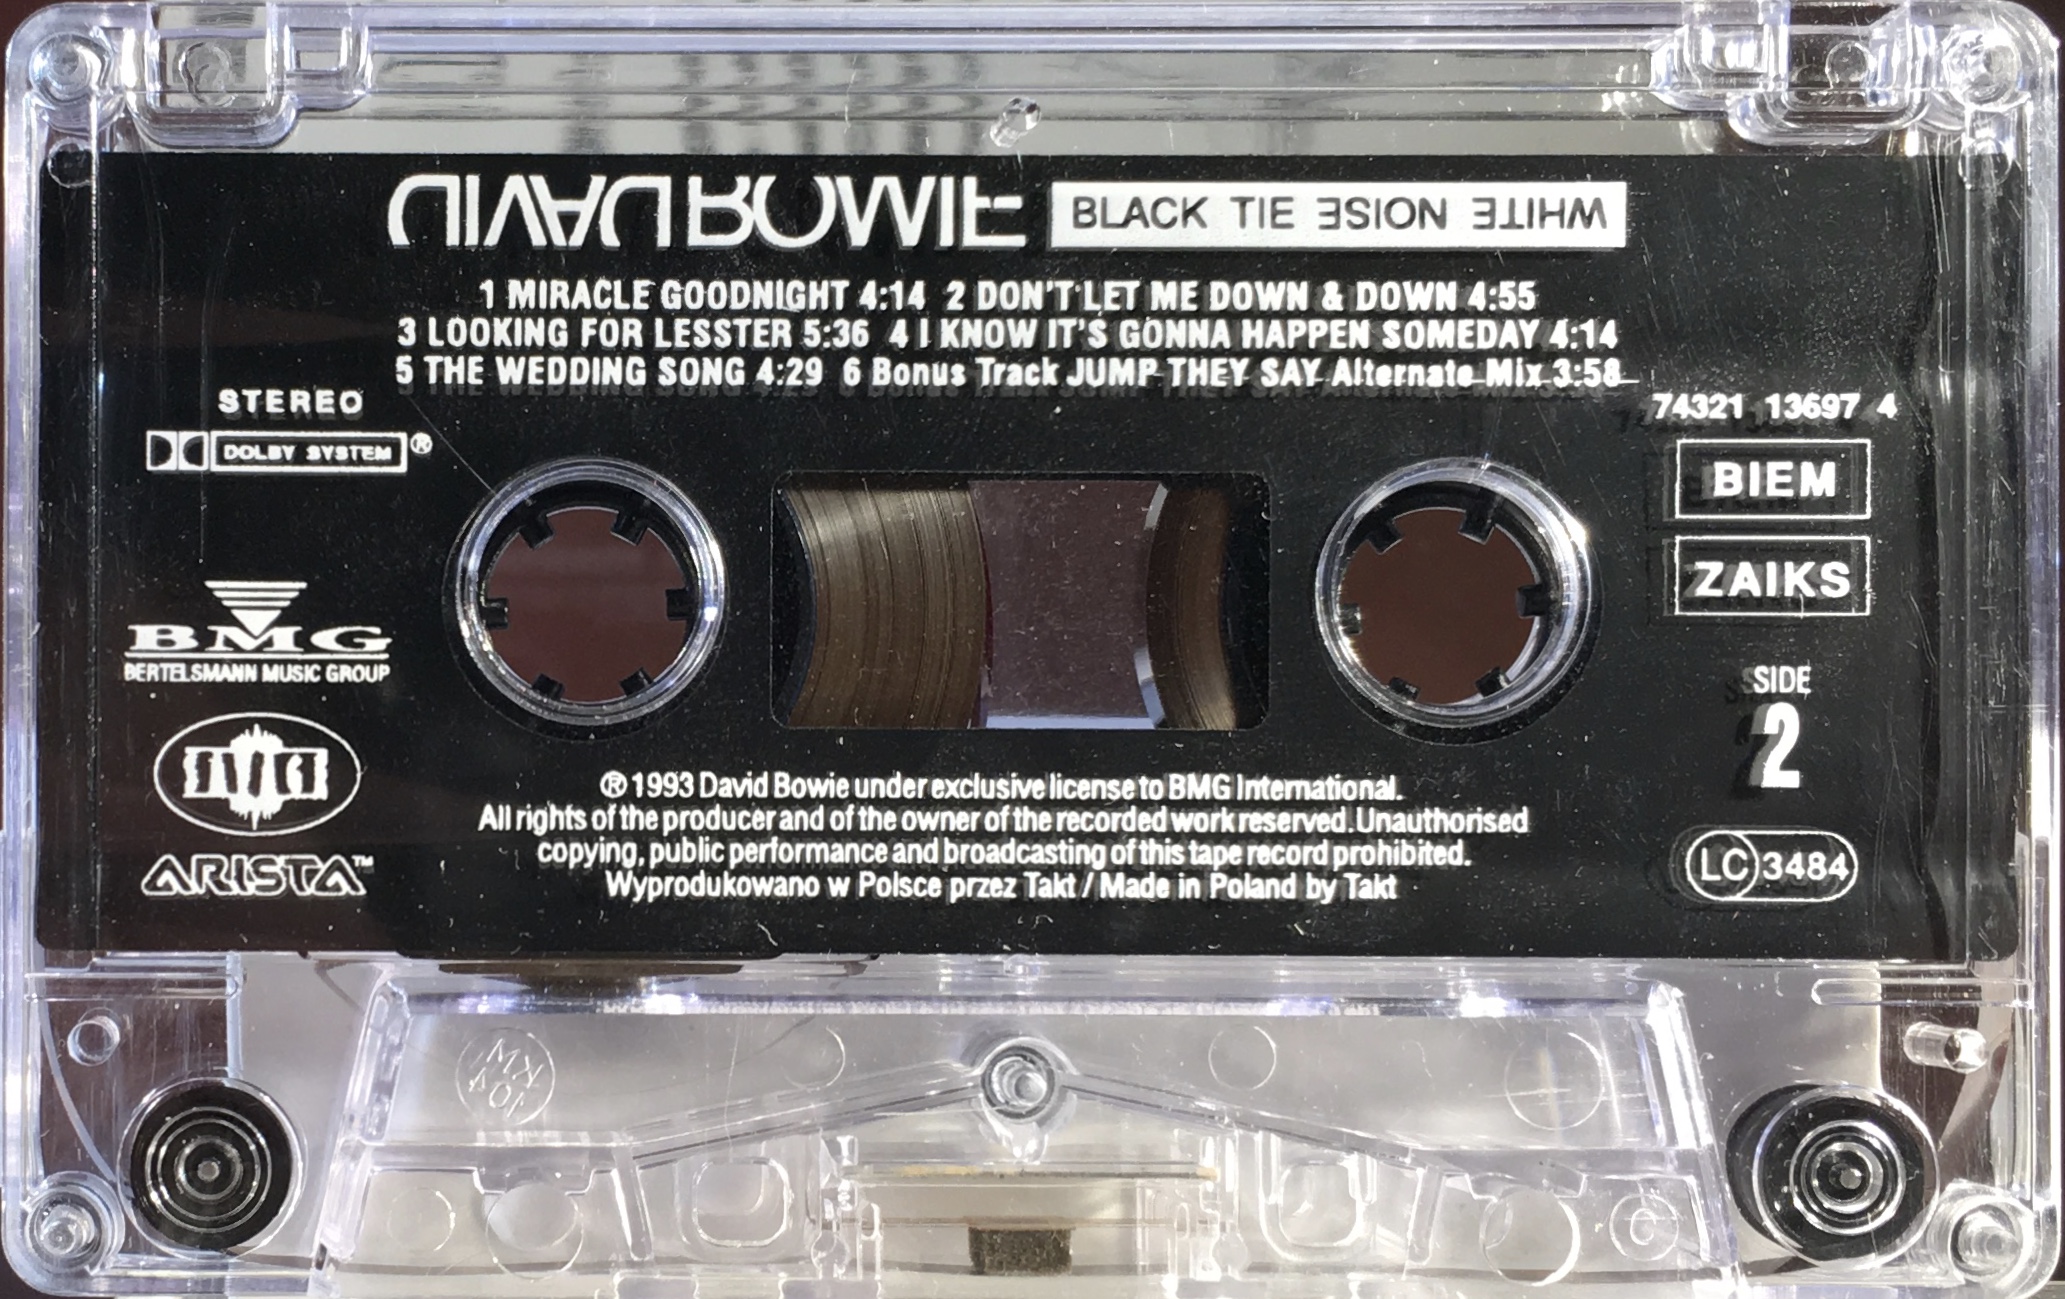 DAVID BOWIE BLACK TIE WHITE NOISE
1 MIRACLE GOODNIGHT 4:14 2 DON'T LET ME DOWN & DOWN 4:55
3 LOOKING FOR LESSTER 5:36 4 I KNOW IT'S GONNA HAPPEN SOMEDAY 4:14
5 THE WEDDING SONG 4:29 6 Bonus Track JUMP THEY SAY Alternate Mix 3:58
STEREO
DOLBY SYSTEM®
74321 13697 4
BIEM
ZAIKS
BMG
BERTELSMANN MUSIC GROUP
SIDE
2
ARISTA™
LC 3484
℗ 1993 David Bowie under exclusive license to BMG International.
All rights of the producer and of the owner of the recorded work reserved. Unauthorised
copying, public performance and broadcasting of this tape record prohibited.
Wyprodukowano w Polsce przez Takt / Made in Poland by Takt